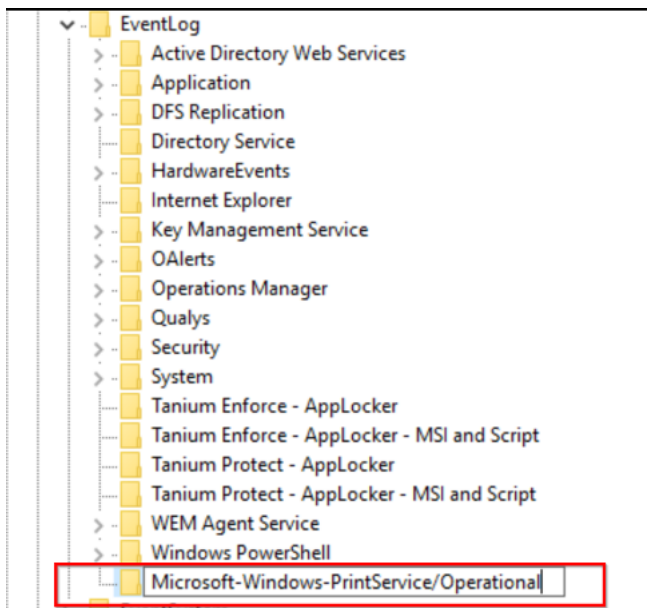 EventLog
Active Directory Web Services
Application
DFS Replication
Directory Service
HardwareEvents
Internet Explorer
Key Management Service
OAlerts
Operations Manager
Qualys
Security
System
Tanium Enforce - AppLocker
Tanium Enforce - AppLocker - MSI and Script
Tanium Protect - AppLocker
Tanium Protect - AppLocker - MSI and Script
WEM Agent Service
Windows PowerShell
Microsoft-Windows-PrintService/Operational